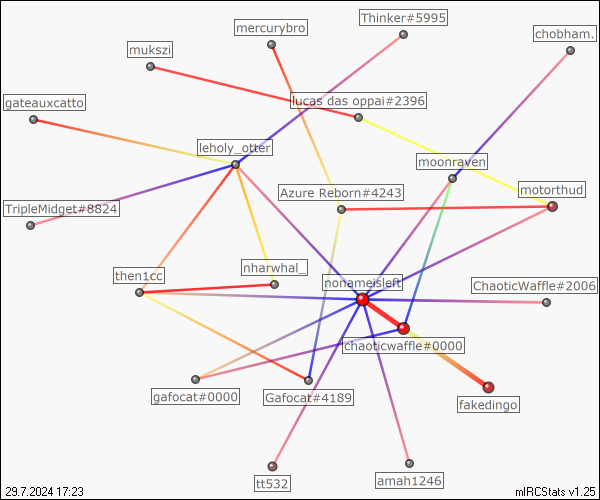 Thinker#5995
mercurybro
chobham.
mukszi
gateauxcatto
lucas das oppai#2396
leholy_otter
moonraven
Azure Reborn#4243
motorthud
TripleMidget#8824
then1cc
nharwhal_
nonameisleft
ChaoticWaffle#2006
chaoticwaffle#0000
gafocat#0000
Gafocat#4189
fakedingo
tt532
amah1246
29.7.2024 17:23
mIRCStats v1.25